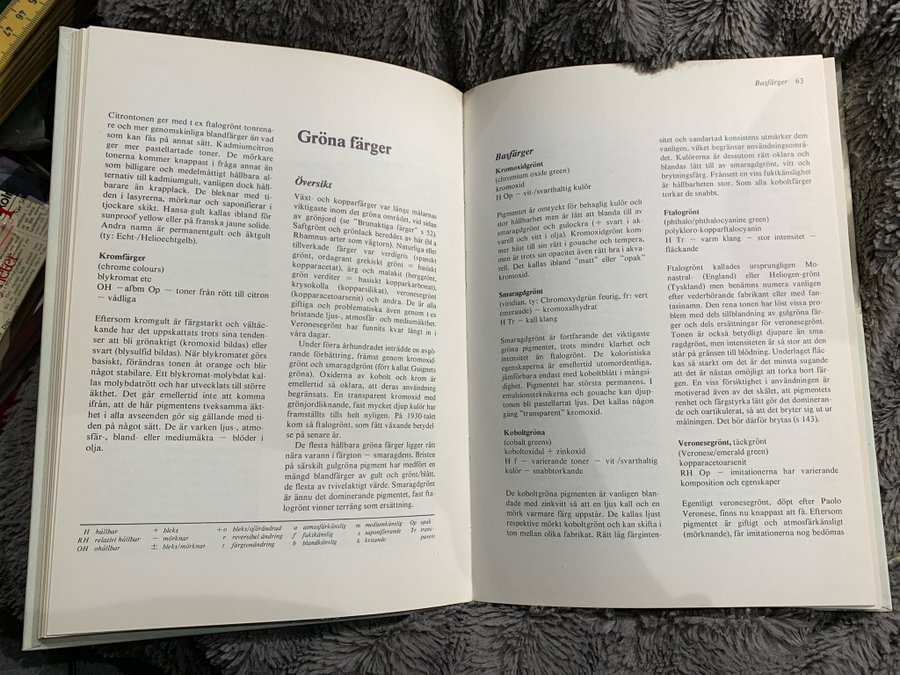 Citrontonen ger med t ex ftalogrönt tonrena-
re och mer genomskinliga blandfärger än vad
som kan fås på annat sätt. Kadmiumcitron
ger mer pastellartade toner. De mörkare
tonerna kommer knappast i fråga annat än
som billigare och medelmåttigt hållbara al-
ternativ till kadmiumgult, vanligen dock håll-
barare än krapplack. De bleknar med ti-
den i lasyrerna, mörknar och saponifierar i
tjockare skikt. Hansa-gult kallas ibland för
sunproof yellow eller på franska jaune solide.
Andra namn är permanentgult och äktgult
(ty: Echt-/Helioechtgelb).
Kromfärger
(chrome colours)
blykromat etc
OH –afbm Op – toner från rött till citron
– vådliga
Eftersom kromgult är färgstarkt och vältäc-
kande har det uppskattats trots sina tenden-
ser att bli grönaktigt (kromoxid bildas) eller
svart (blysulfid bildas). När blykromatet görs
basiskt, förändras tonen åt orange och blir
något stabilare. Ett blykromat-molybdat kal-
las molybdatrött och har utvecklats till större
äkthet. Det går emellertid inte att komma
ifrån, att de här pigmentens tveksamma äkt-
het i alla avseenden gör sig gällande med ti-
den på något sätt. De är varken ljus-, atmo-
sfär-, bland- eller mediumäkta – blöder i
olja.
Gröna färger
Översikt
Växt- och kopparfärger var länge målarnas
viktigaste inom det gröna området, vid sidan
av grönjord (se "Brunaktiga färger" s 52).
Saftgrönt och grönlack bereddes av bär (bl a
Rhamnus-arter som vägtorn). Naturliga eller
tillverkade färger var verdigris (spanskt
grönt, ordagrant grekiskt grönt = basiskt
kopparacetat), ärg och malakit (berggrönt,
grön verditer = basiskt kopparkarbonat),
krysokolla (kopparsilikat), veronesegrönt
(kopparacetoarsenit) och andra. De är alla
giftiga och problematiska även genom t ex
bristande ljus-, atmosfär- och mediumäkthet.
Veronesegrönt har funnits kvar långt in i
våra dagar.
Under förra århundradet inträdde en avgö-
rande förbättring, främst genom kromoxid-
grönt och smaragdgrönt (förr kallat Guignets
gröna). Oxiderna av kobolt och krom är
emellertid så oklara, att deras användning
begränsats. En transparent kromoxid med
grönjordliknande, fast mycket djup kulör har
framställts till helt nyligen. På 1930-talet
kom så ftalogrönt, som fått växande betydel-
se på senare år.
De flesta hållbara gröna färger ligger rätt
nära varann i färgton – smaragdens. Bristen
på särskilt gulgröna pigment har medfört en
mängd blandfärger av gult och grönt/blått,
de flesta av tvivelaktigt värde. Smaragdgrönt
är ännu det dominerande pigmentet, fast fta-
logrönt vinner terräng som ersättning.
H hållbar + bleks +o bleks/oförändrad a atmosfärkänslig m mediumkänslig Op opak
RH relativt hållbar – mörknar r reversibel ändring f fuktkänslig s saponifierande Tr trans-
OH ohållbar ± bleks/mörknar t färgtonändring b blandkänslig k kritande parent
Basfärger 63
Basfärger
Kromoxidgrönt
(chromium oxide green)
kromoxid
H Op – vit-/svarthaltig kulör
Pigmentet är omtyckt för behaglig kulör och
stor hållbarhet men är lätt att blanda till av
smaragdgrönt och gulockra (+ svart i ak-
varell och vitt i olja). Kromoxidgrönt kom-
mer bäst till sin rätt i gouache och tempera,
men är trots sin opacitet även rätt bra i akva-
rell. Det kallas ibland "matt" eller "opak"
kromoxid.
Smaragdgrönt
(viridian, ty: Chromoxydgrün feurig, fr: vert
émeraude) – kromoxidhydrat
H Tr – kall klang
Smaragdgrönt är fortfarande det viktigaste
gröna pigmentet, trots mindre klarhet och
intensitet än ftalogrönt. De koloristiska
egenskaperna är emellertid utomordentliga,
jämförbara endast med koboltblått i mångsi-
dighet. Pigmentet har största permanens. I
emulsionsteknikerna och gouache kan djup-
tonen bli pastellartat ljus. Det kallas någon
gång "transparent" kromoxid.
Koboltgröna
(cobalt greens)
koboltoxidul + zinkoxid
H f – varierande toner – vit-/svarthaltig
kulör – snabbtorkande
De koboltgröna pigmenten är vanligen blan-
dade med zinkvitt så att en ljus kall och en
mörk varmare färg uppstår. De kallas ljust
respektive mörkt koboltgrönt och kan skifta i
ton mellan olika fabrikat. Rätt låg färginten-
sitet och sandartad konsistens utmärker dem
vanligen, vilket begränsar användningsområ-
det. Kulörerna är dessutom rätt oklara och
blandas lätt till av smaragdgrönt, vitt och
brytningsfärg. Frånsett en viss fuktkänslighet
är hållbarheten stor. Som alla koboltfärger
torkar de snabbt.
Ftalogrönt
(phthalo/phthalocyanine green)
polykloro-kopparftalocyanin
H Tr – varm klang – stor intensitet –
fläckande
Ftalogrönt kallades ursprungligen Mo-
nastral- (England) eller Heliogen-grönt
(Tyskland) men benämns numera vanligen
efter vederbörande fabrikant eller med fan-
tasinamn. Den rena tonen har löst vissa pro-
blem med dels tillblandning av gulgröna fär-
ger och dels ersättningar för veronesegrönt.
Tonen är också betydligt djupare än sma-
ragdgrönt, men intensiteten är så stor att den
står på gränsen till blödning. Underlaget fläc-
kas så starkt om det är det minsta sugande
att det är nästan omöjligt att torka bort fär-
gen. En viss försiktighet i användningen är
motiverad även av det skälet, att pigmentets
renhet och färgstyrka lätt gör det dominerande
och oartikulerat, så att det bryter sig ut ur
målningen. Det bör därför brytas (s 143).
Veronesegrönt, täckgrönt
(Veronese/emerald green)
kopparacetoarsenit
RH Op – imitationerna har varierande
komposition och egenskaper
Egentligt veronesegrönt, döpt efter Paolo
Veronese, finns nu knappast att få. Eftersom
pigmentet är giftigt och atmosfärkänsligt
(mörknande), får imitationerna nog bedömas